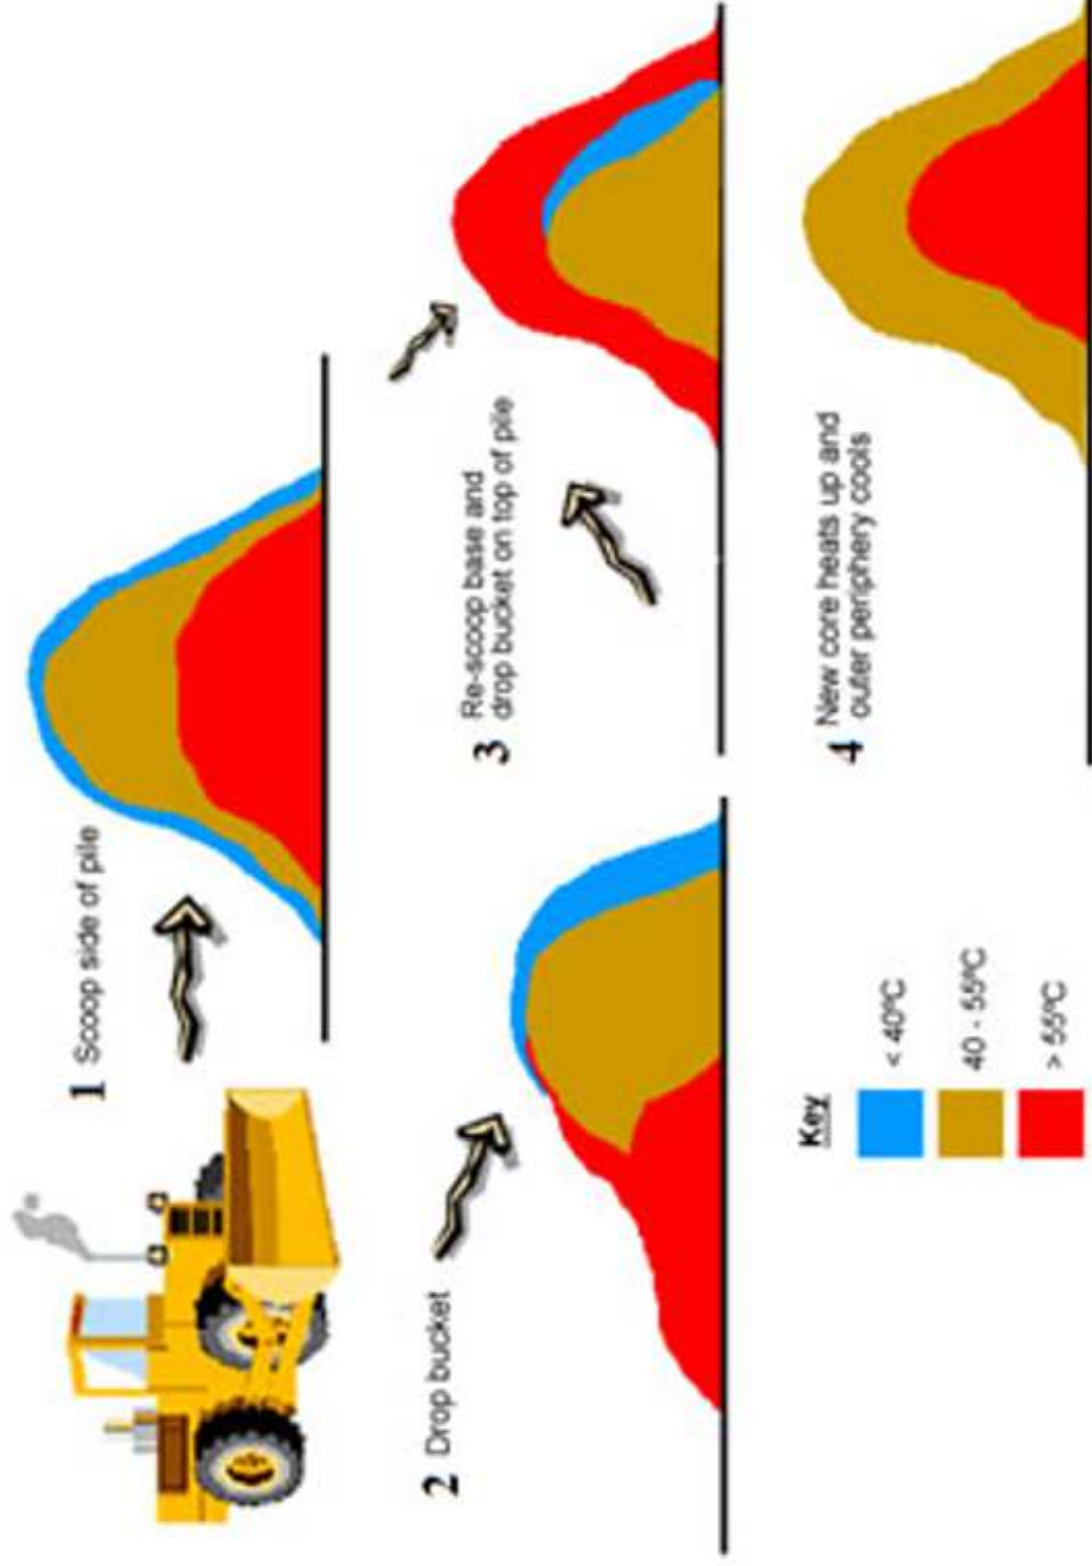 1 Scoop side of pile
2 Drop bucket
3 Re-scoop base and
drop bucket on top of pile
4 New core heats up and
outer periphery cools
Key
< 40ºC
40 - 55ºC
> 55ºC